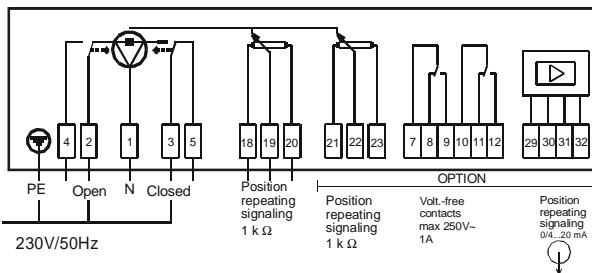 4 2 1 3 5 18 19 20 21 22 23 7 8 9 10 11 12 29 30 31 32
OPTION
PE Open N Closed
Position
repeating
signaling
1 k Ω
Position
repeating
signaling
1 k Ω
Volt.-free
contacts
max 250V~
1A
Position
repeating
signaling
0/4...20 mA
230V/50Hz